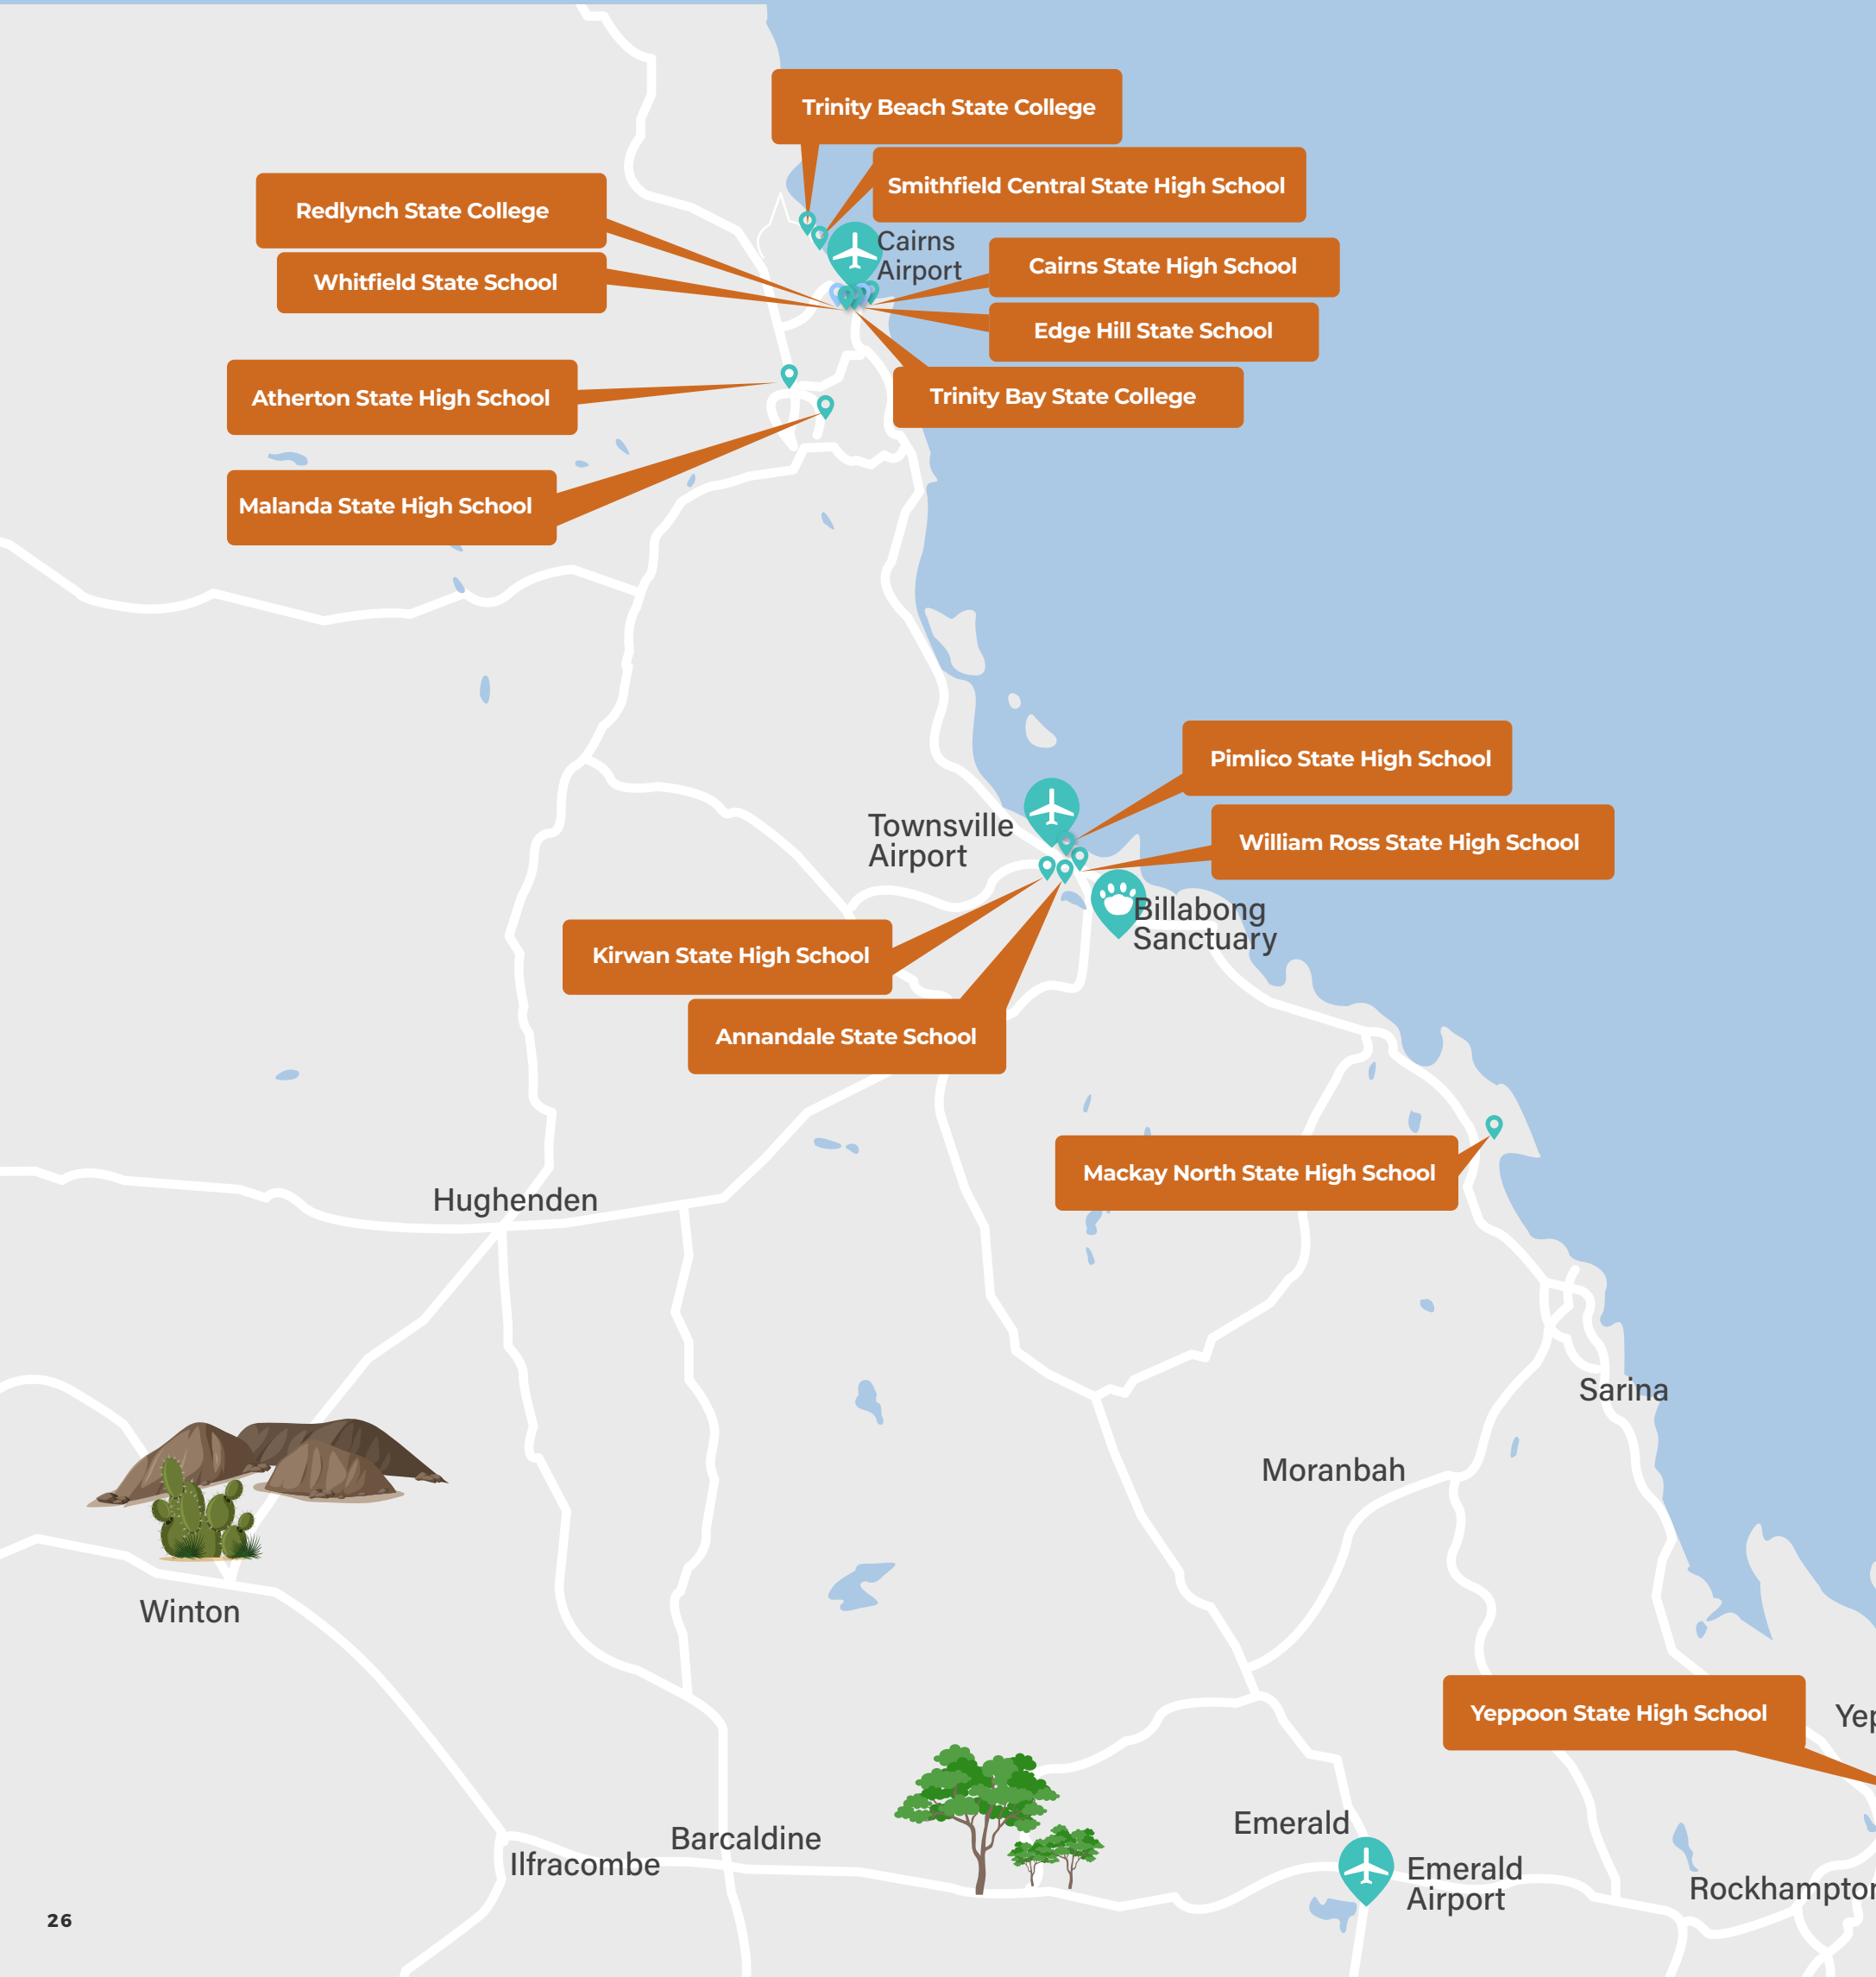 Trinity Beach State College
Smithfield Central State High School
Redlynch State College
Cairns
Airport
Cairns State High School
Whitfield State School
Edge Hill State School
Atherton State High School
Trinity Bay State College
Malanda State High School
Pimlico State High School
Townsville
Airport
William Ross State High School
Billabong
Sanctuary
Kirwan State High School
Annandale State School
Mackay North State High School
Hughenden
Sarina
Moranbah
Winton
Yeppoon State High School
Yep
Emerald
Barcaldine
Ilfracombe
Emerald
Airport
Rockhampton
26